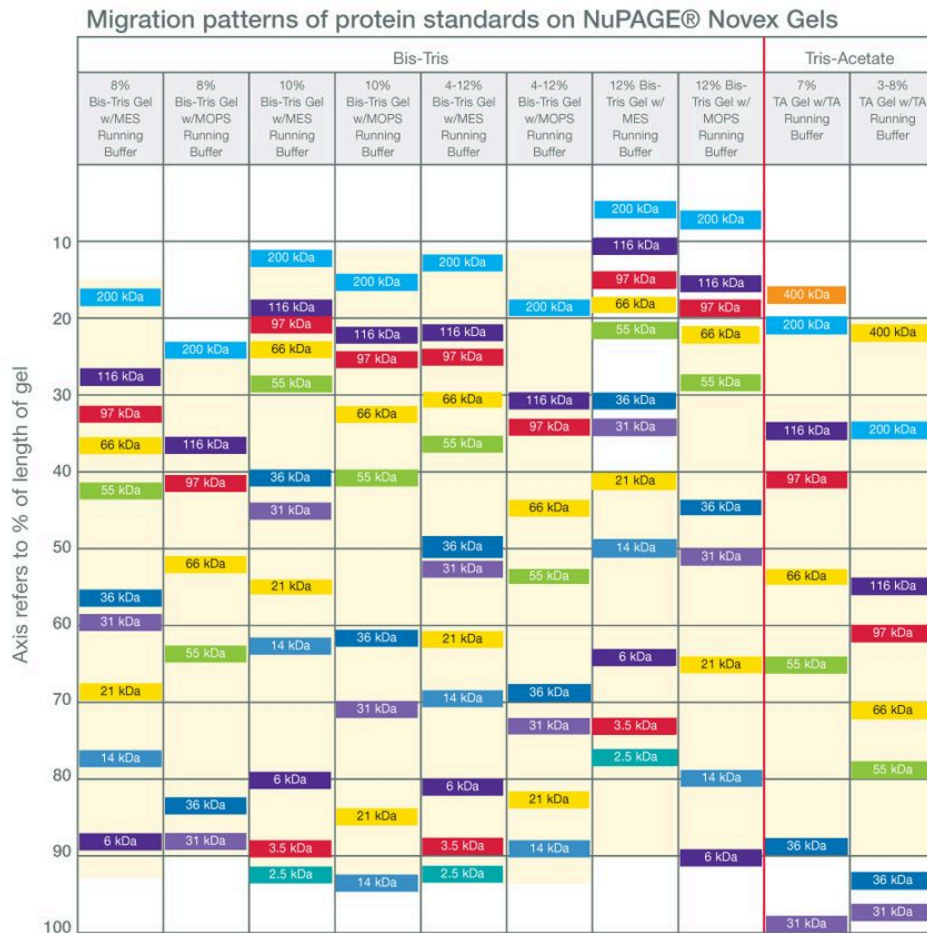 Migration patterns of protein standards on NuPAGE® Novex Gels
Bis-Tris
Tris-Acetate
8%
Bis-Tris Gel
w/MES
Running
Buffer
8%
Bis-Tris Gel
w/MOPS
Running
Buffer
10%
Bis-Tris Gel
w/MES
Running
Buffer
10%
Bis-Tris Gel
w/MOPS
Running
Buffer
4-12%
Bis-Tris Gel
w/MES
Running
Buffer
4-12%
Bis-Tris Gel
w/MOPS
Running
Buffer
12% Bis-
Tris Gel w/
MES
Running
Buffer
12% Bis-
Tris Gel w/
MOPS
Running
Buffer
7%
TA Gel w/TA
Running
Buffer
3-8%
TA Gel w/TA
Running
Buffer
Axis refers to % of length of gel
10
20
30
40
50
60
70
80
90
100
200 kDa
116 kDa
97 kDa
66 kDa
55 kDa
36 kDa
31 kDa
21 kDa
14 kDa
6 kDa
200 kDa
116 kDa
97 kDa
66 kDa
55 kDa
36 kDa
31 kDa
200 kDa
116 kDa
97 kDa
66 kDa
55 kDa
36 kDa
31 kDa
21 kDa
14 kDa
6 kDa
3.5 kDa
2.5 kDa
200 kDa
116 kDa
97 kDa
66 kDa
55 kDa
36 kDa
31 kDa
21 kDa
14 kDa
200 kDa
116 kDa
97 kDa
66 kDa
55 kDa
36 kDa
31 kDa
21 kDa
14 kDa
6 kDa
3.5 kDa
2.5 kDa
200 kDa
116 kDa
97 kDa
66 kDa
55 kDa
36 kDa
31 kDa
21 kDa
14 kDa
200 kDa
116 kDa
97 kDa
66 kDa
55 kDa
36 kDa
31 kDa
21 kDa
14 kDa
6 kDa
3.5 kDa
2.5 kDa
200 kDa
116 kDa
97 kDa
66 kDa
55 kDa
36 kDa
31 kDa
21 kDa
14 kDa
6 kDa
400 kDa
200 kDa
116 kDa
97 kDa
66 kDa
55 kDa
36 kDa
31 kDa
400 kDa
200 kDa
116 kDa
97 kDa
66 kDa
55 kDa
36 kDa
31 kDa